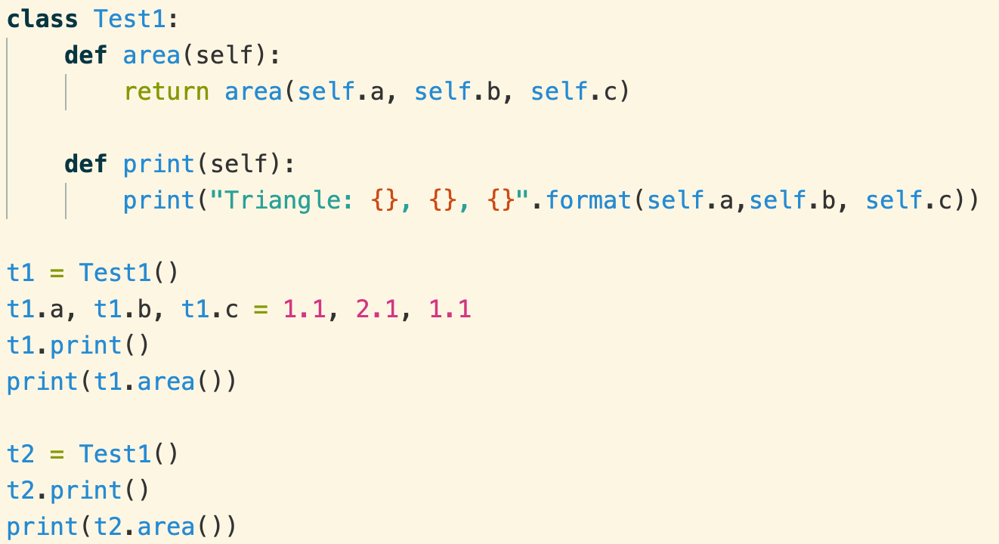 class Test1:
    def area(self):
        return area(self.a, self.b, self.c)

    def print(self):
        print("Triangle: {}, {}, {}".format(self.a,self.b, self.c))

t1 = Test1()
t1.a, t1.b, t1.c = 1.1, 2.1, 1.1
t1.print()
print(t1.area())

t2 = Test1()
t2.print()
print(t2.area())